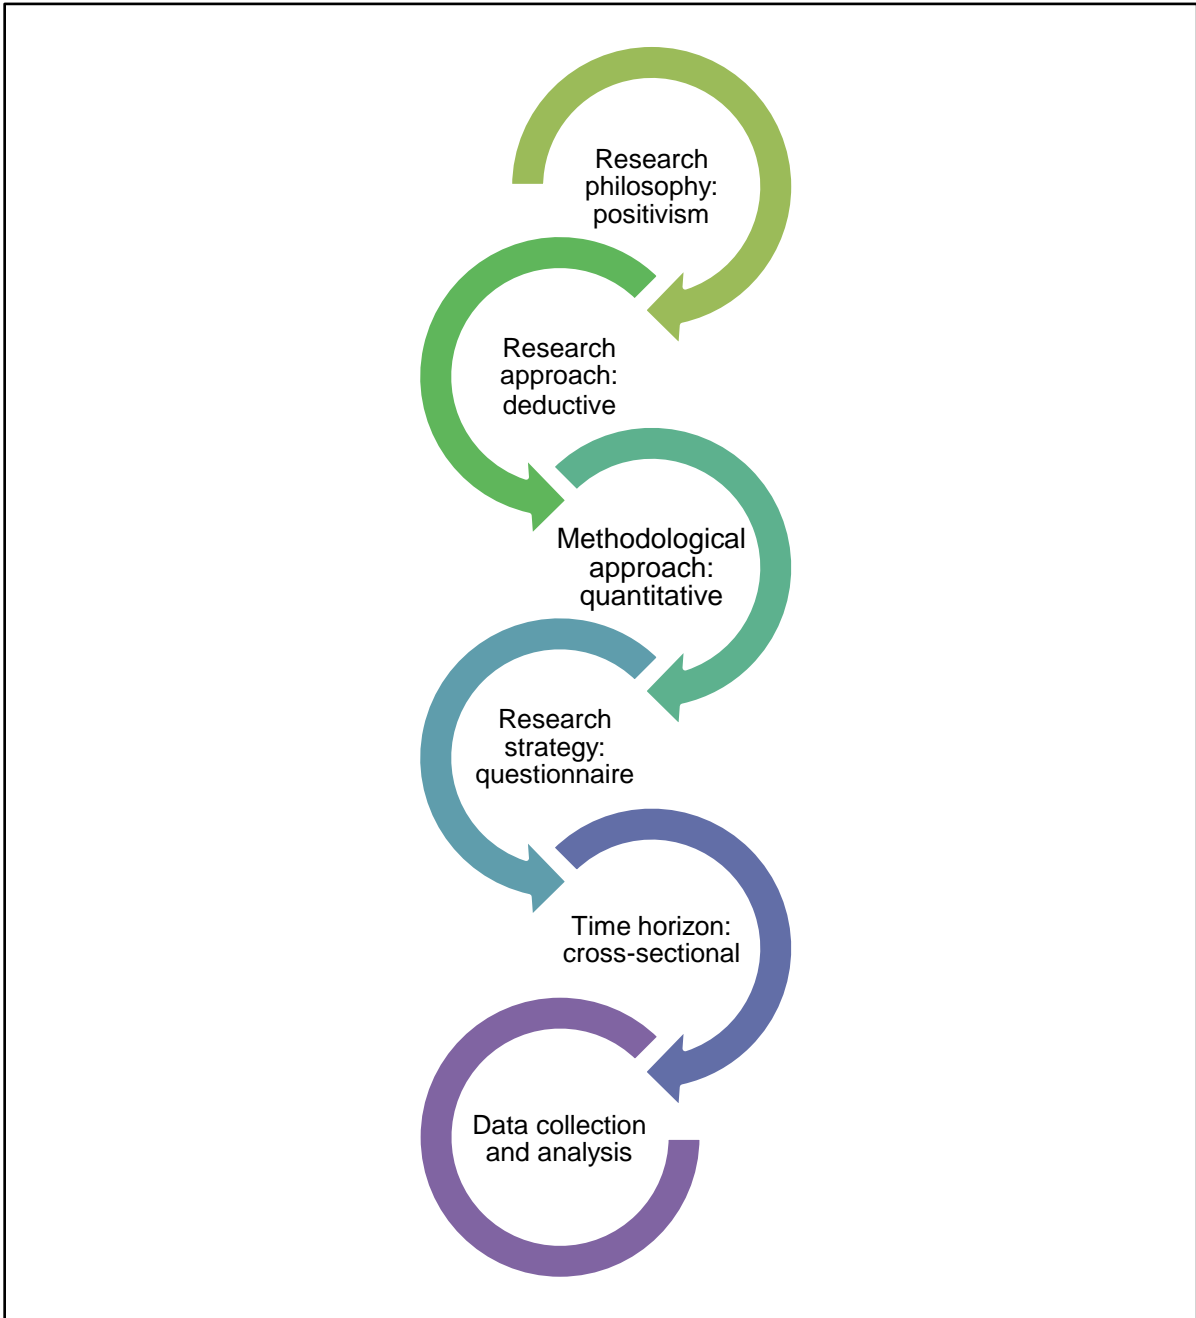 Research
philosophy:
positivism
Research
approach:
deductive
Methodological
approach:
quantitative
Research
strategy:
questionnaire
Time horizon:
cross-sectional
Data collection
and analysis